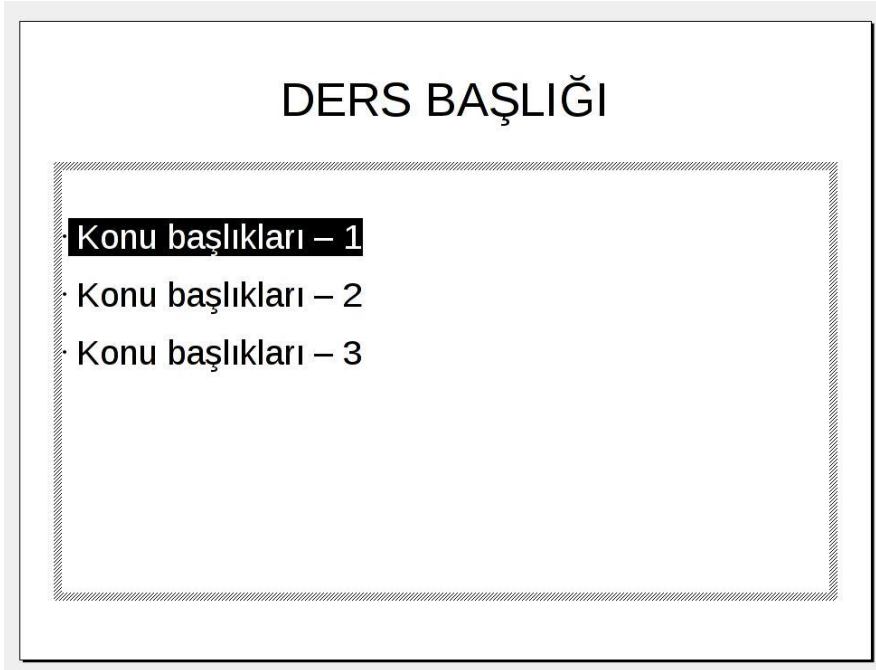 DERS BAŞLIĞI
· Konu başlıkları – 1
· Konu başlıkları – 2
· Konu başlıkları – 3